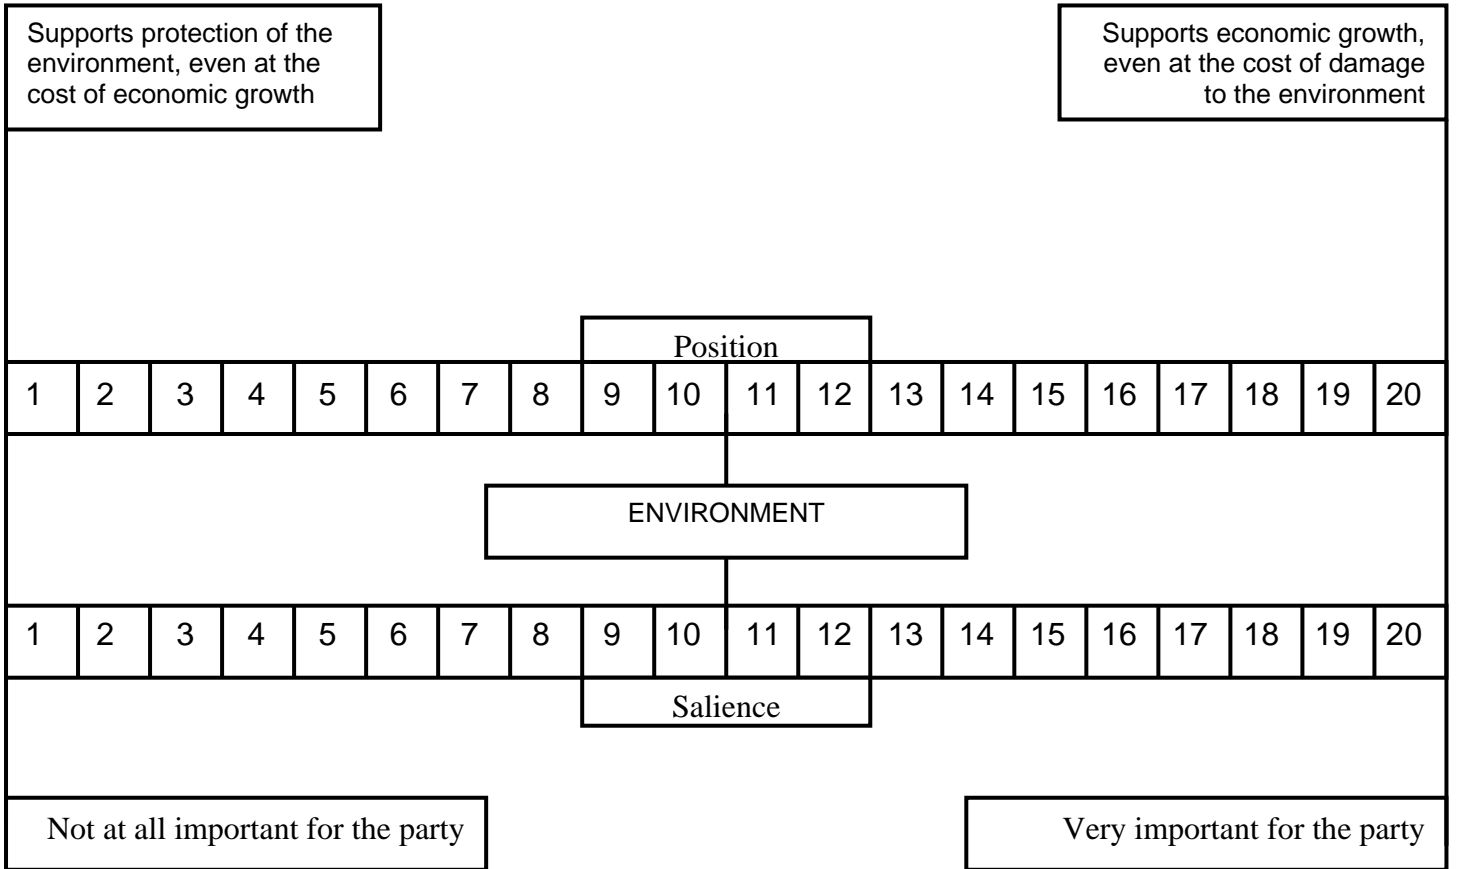 Supports protection of the
environment, even at the
cost of economic growth
Supports economic growth,
even at the cost of damage
to the environment
Position
1 2 3 4 5 6 7 8 9 10 11 12 13 14 15 16 17 18 19 20
ENVIRONMENT
1 2 3 4 5 6 7 8 9 10 11 12 13 14 15 16 17 18 19 20
Salience
Not at all important for the party
Very important for the party